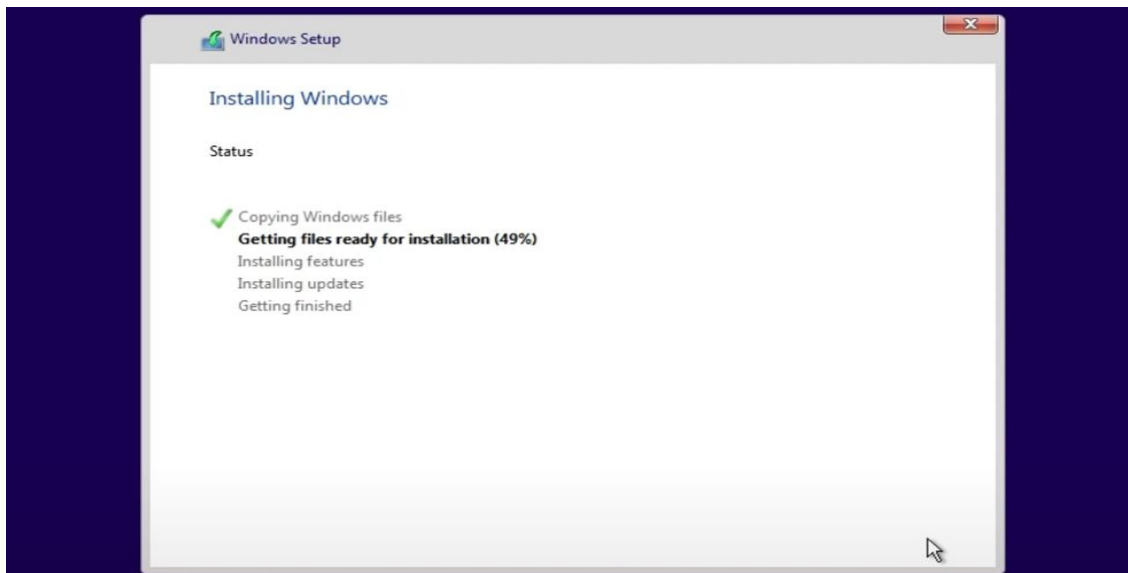 Windows Setup
Installing Windows
Status
Copying Windows files
Getting files ready for installation (49%)
Installing features
Installing updates
Getting finished